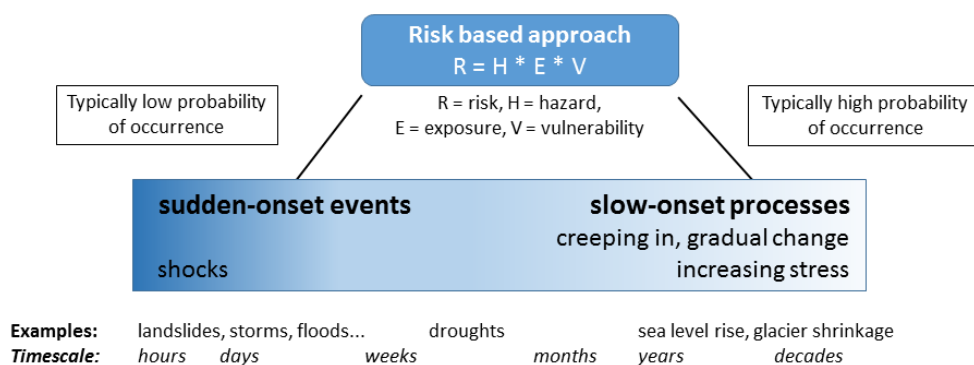 Risk based approach
R = H * E * V
Typically low probability
of occurrence
R = risk, H = hazard,
E = exposure, V = vulnerability
Typically high probability
of occurrence
sudden-onset events
slow-onset processes
creeping in, gradual change
shocks
increasing stress
Examples: landslides, storms, floods... droughts sea level rise, glacier shrinkage
Timescale: hours days weeks months years decades